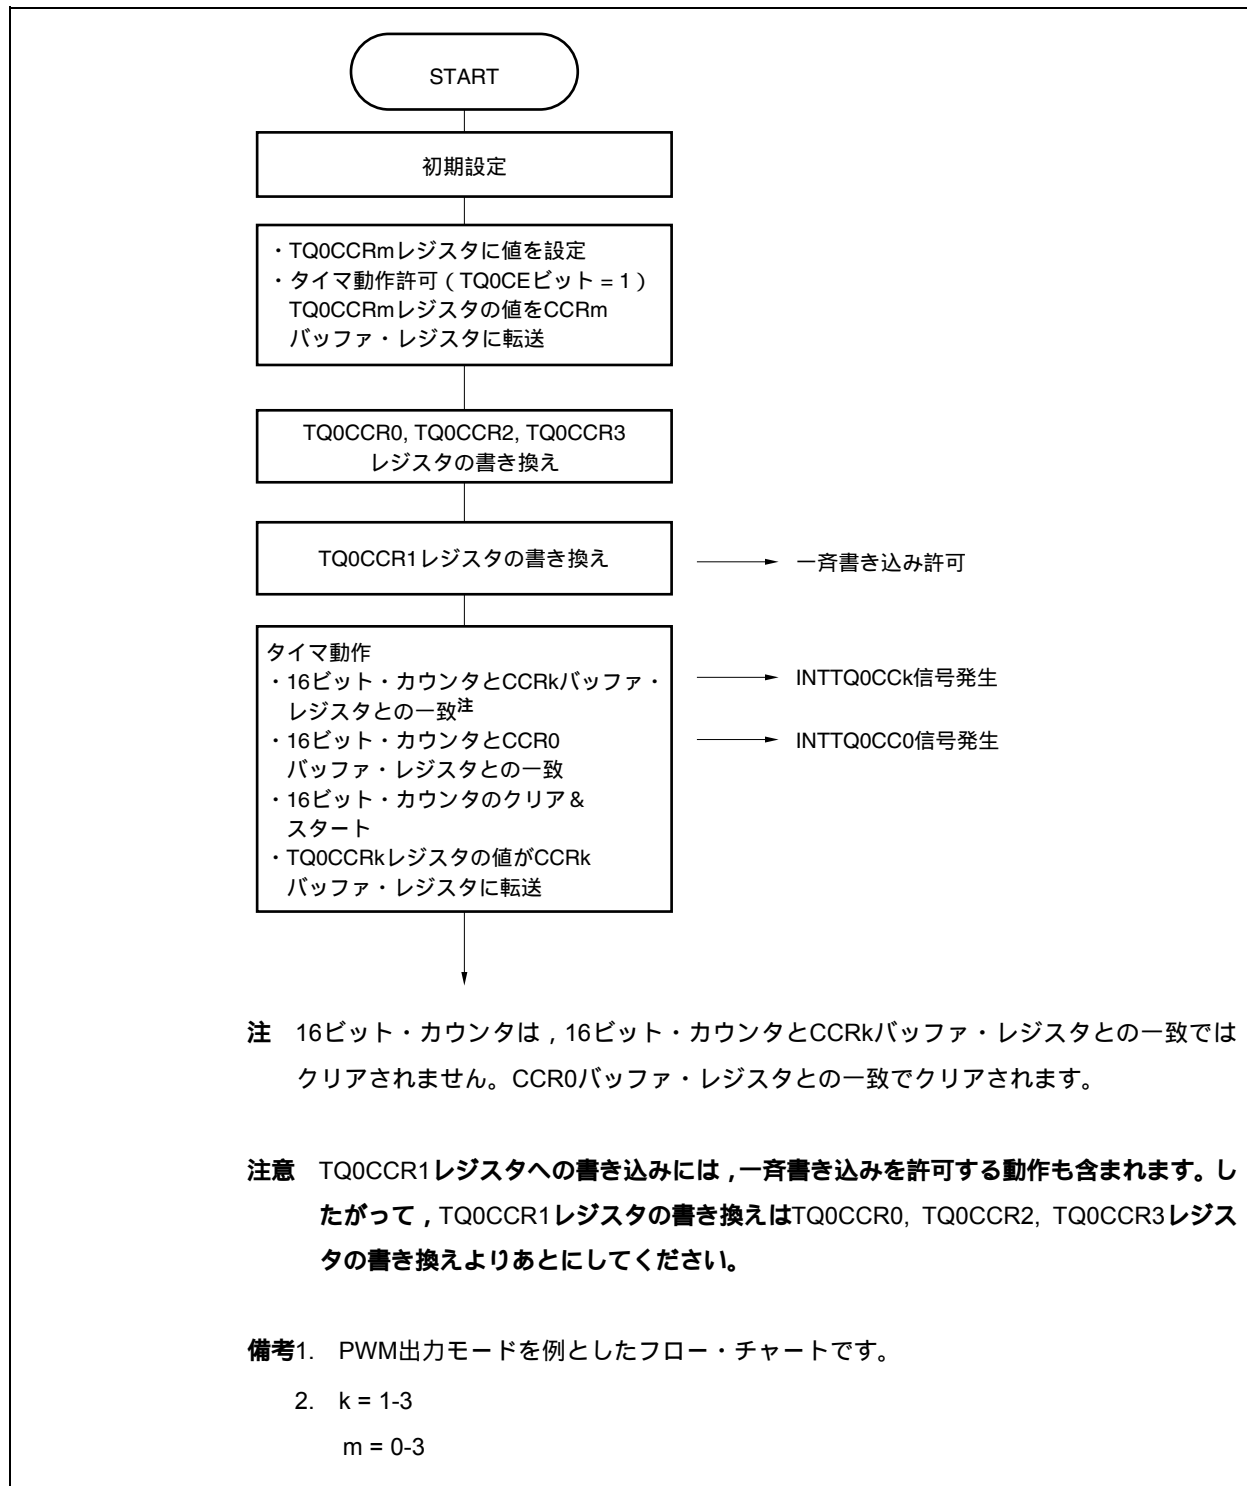 START
初期設定
・TQ0CCRmレジスタに値を設定
・タイマ動作許可（TQ0CEビット = 1）
TQ0CCRmレジスタの値をCCRm
バッファ・レジスタに転送
TQ0CCR0, TQ0CCR2, TQ0CCR3
レジスタの書き換え
TQ0CCR1レジスタの書き換え
一斉書き込み許可
タイマ動作
・16ビット・カウンタとCCRkバッファ・
レジスタとの一致注
・16ビット・カウンタとCCR0
バッファ・レジスタとの一致
・16ビット・カウンタのクリア＆
スタート
・TQ0CCRkレジスタの値がCCRk
バッファ・レジスタに転送
INTTQ0CCk信号発生
INTTQ0CC0信号発生
注 16ビット・カウンタは，16ビット・カウンタとCCRkバッファ・レジスタとの一致では
クリアされません。CCR0バッファ・レジスタとの一致でクリアされます。
注意 TQ0CCR1レジスタへの書き込みには，一斉書き込みを許可する動作も含まれます。し
たがって，TQ0CCR1レジスタの書き換えはTQ0CCR0, TQ0CCR2, TQ0CCR3レジス
タの書き換えよりあとにしてください。
備考1. PWM出力モードを例としたフロー・チャートです。
2. k = 1-3
m = 0-3